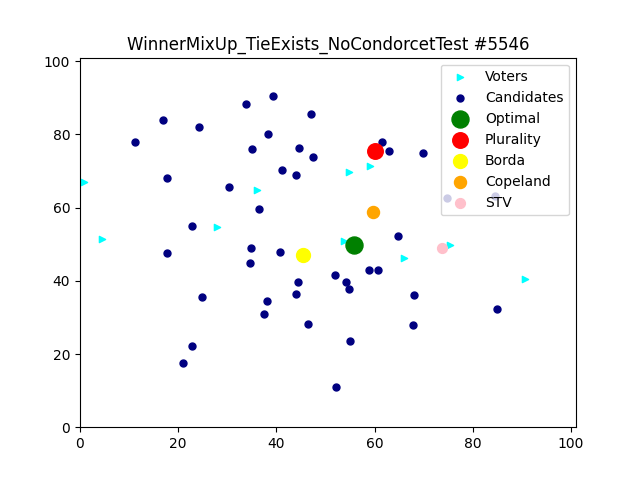 WinnerMixUp_TieExists_NoCondorcetTest #5546
100
80
60
40
20
0
0 20 40 60 80 100
Voters
Candidates
Optimal
Plurality
Borda
Copeland
STV